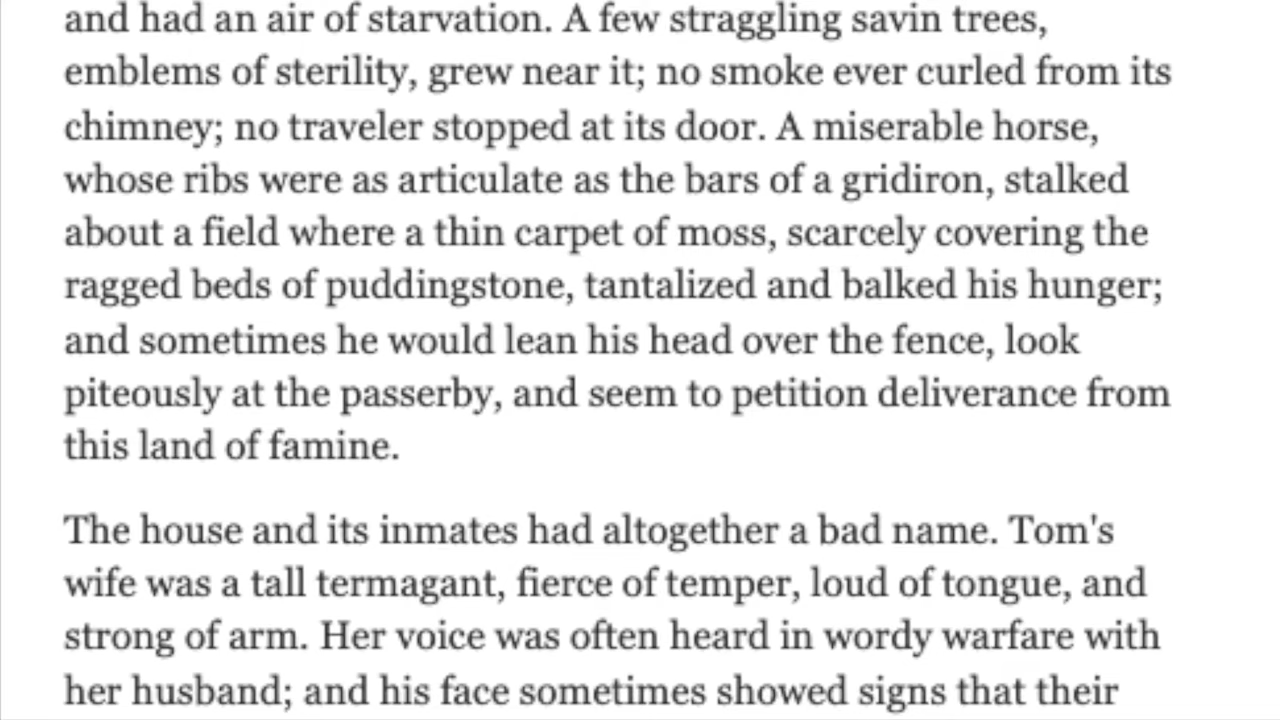 and had an air of starvation. A few straggling savin trees,
emblems of sterility, grew near it; no smoke ever curled from its
chimney; no traveler stopped at its door. A miserable horse,
whose ribs were as articulate as the bars of a gridiron, stalked
about a field where a thin carpet of moss, scarcely covering the
ragged beds of puddingstone, tantalized and balked his hunger;
and sometimes he would lean his head over the fence, look
piteously at the passerby, and seem to petition deliverance from
this land of famine.
The house and its inmates had altogether a bad name. Tom's
wife was a tall termagant, fierce of temper, loud of tongue, and
strong of arm. Her voice was often heard in wordy warfare with
her husband; and his face sometimes showed signs that their